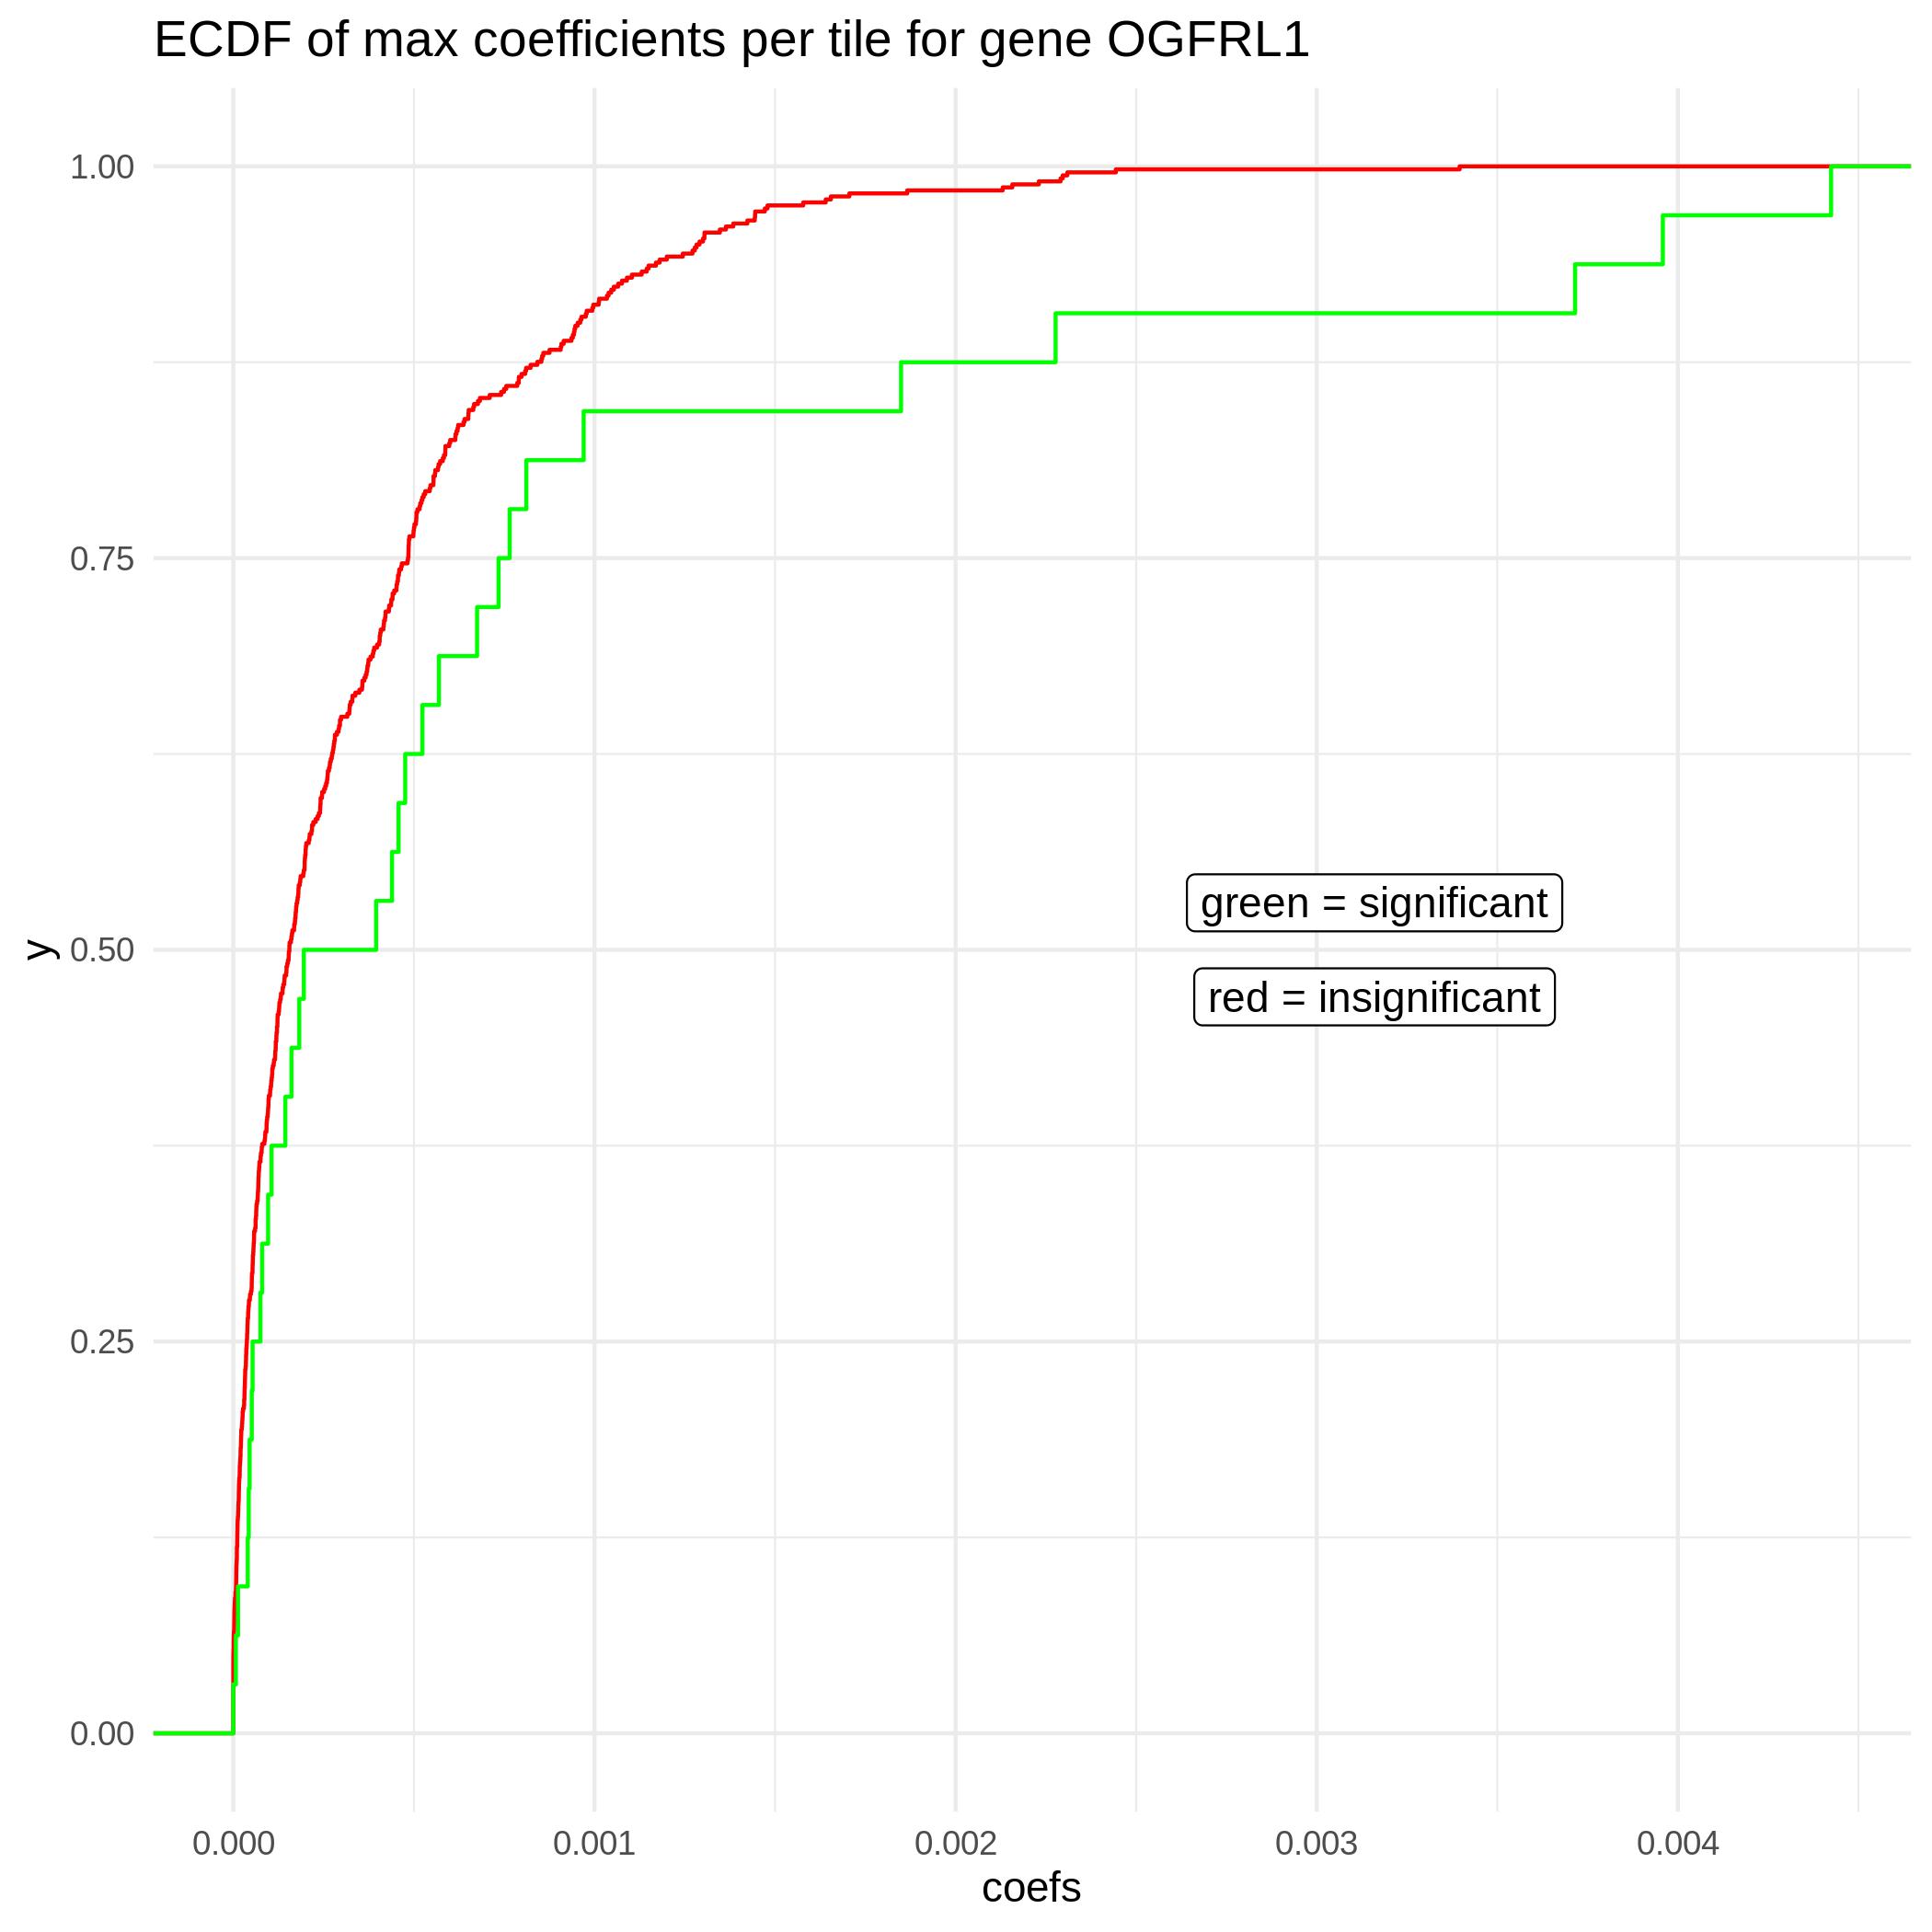 ECDF of max coefficients per tile for gene OGFRL1
1.00
0.75
0.50
0.25
0.00
y
green = significant
red = insignificant
0.000 0.001 0.002 0.003 0.004
coefs